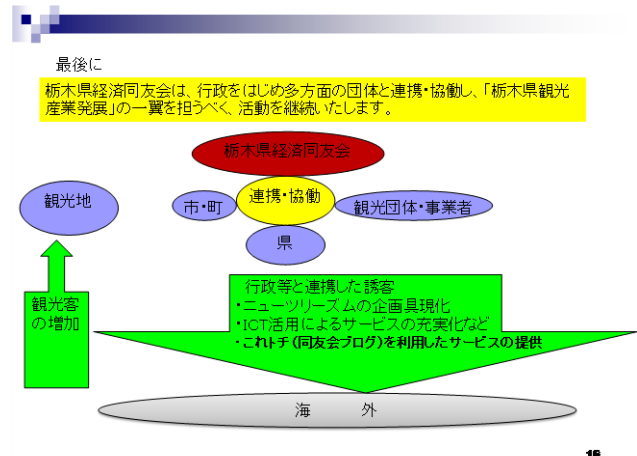 最後に
栃木県経済同友会は、行政をはじめ多方面の団体と連携・協働し、「栃木県観光
産業発展」の一翼を担うべく、活動を継続いたします。
栃木県経済同友会
観光地
市・町
連携・協働
観光団体・事業者
県
観光客
の増加
行政等と連携した誘客
・ニューツーリズムの企画具現化
・ICT活用によるサービスの充実化など
・これトチ(同友会ブログ)を利用したサービスの提供
海　外